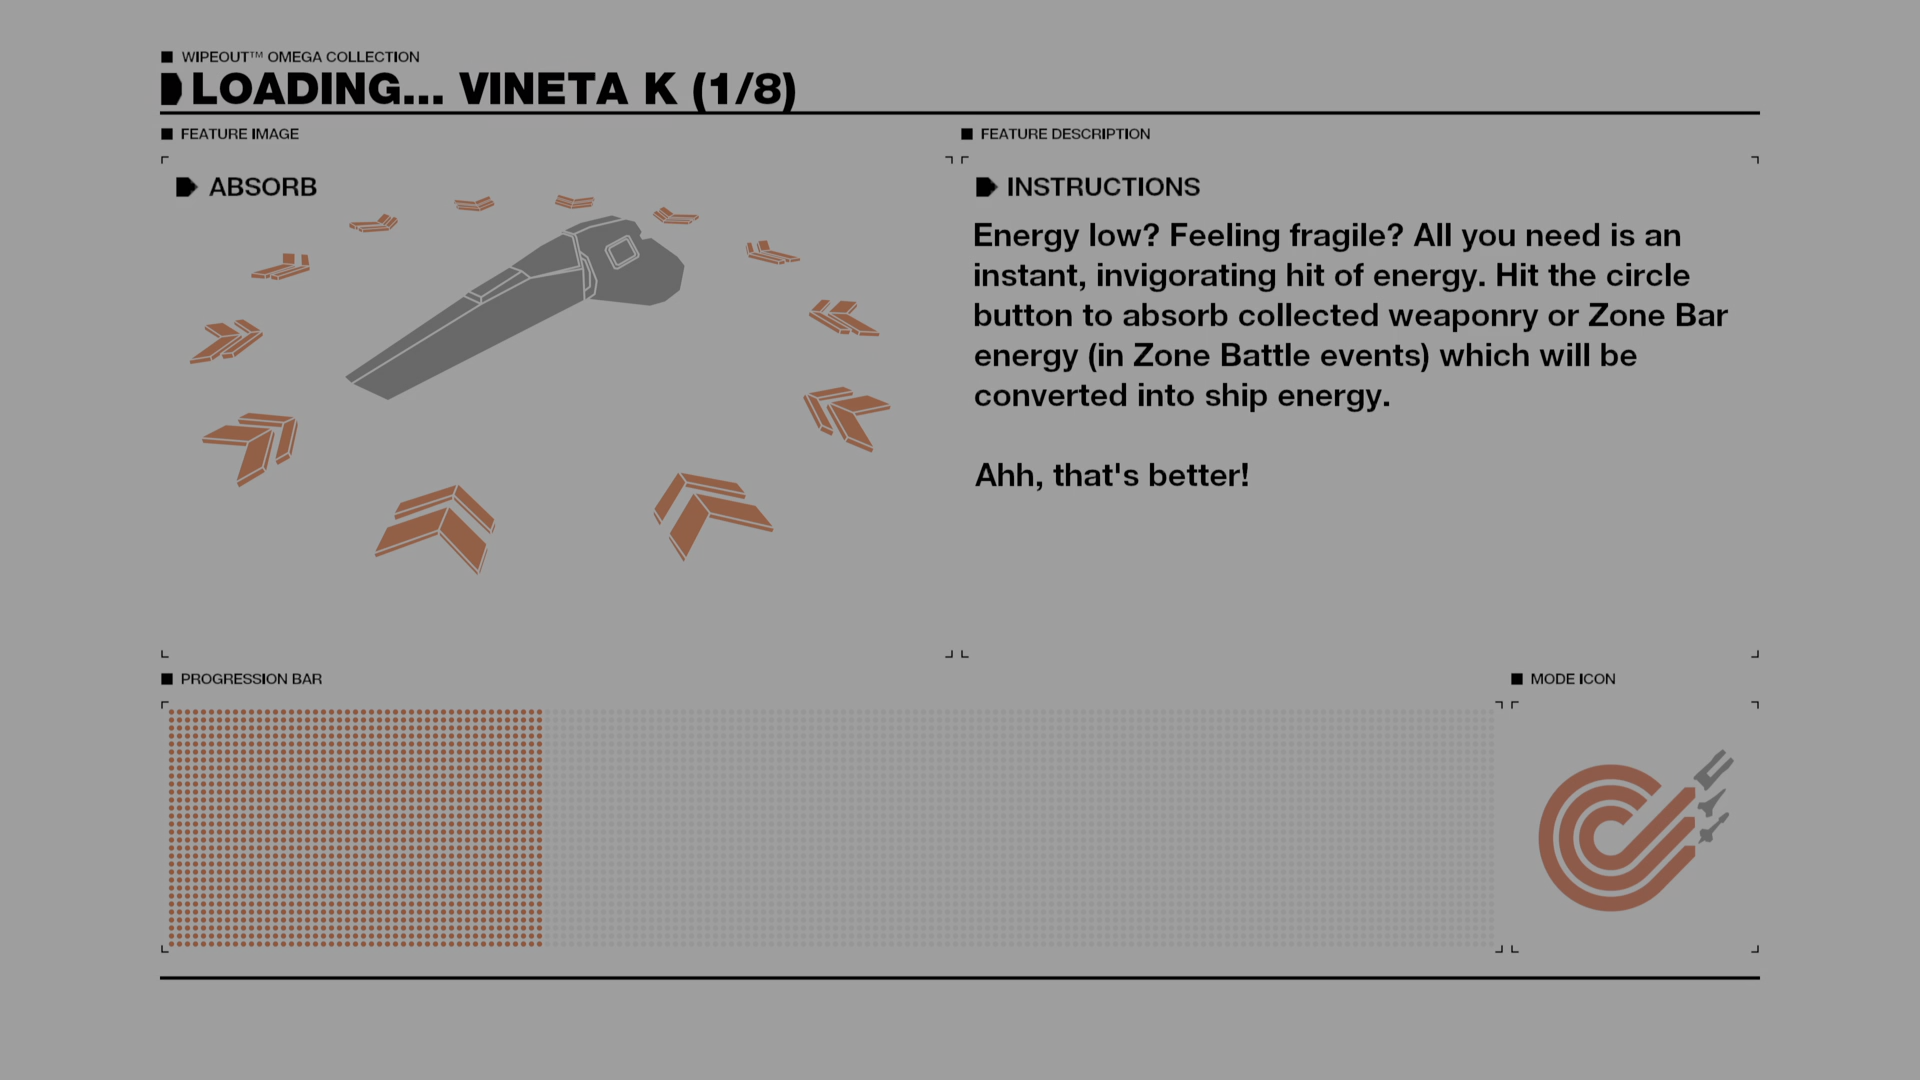 WIPEOUT™ OMEGA COLLECTION
LOADING... VINETA K (1/8)
FEATURE IMAGE
FEATURE DESCRIPTION
ABSORB
INSTRUCTIONS
Energy low? Feeling fragile? All you need is an
instant, invigorating hit of energy. Hit the circle
button to absorb collected weaponry or Zone Bar
energy (in Zone Battle events) which will be
converted into ship energy.
Ahh, that's better!
PROGRESSION BAR
MODE ICON